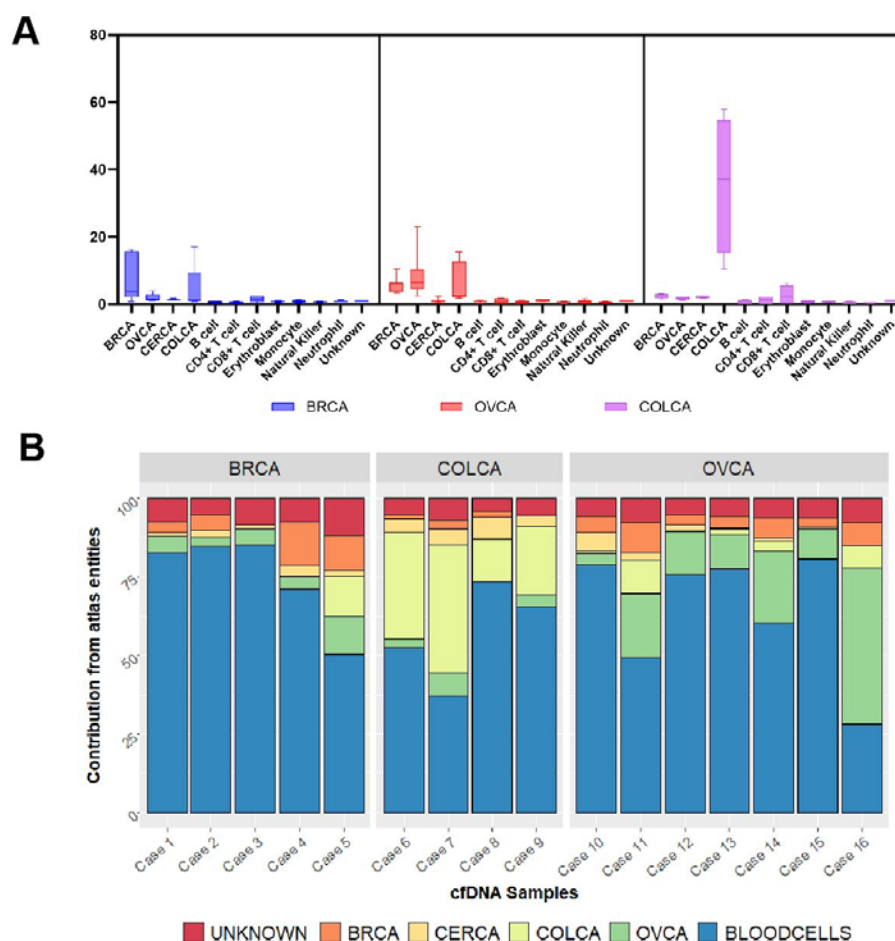 A
80
60
40
20
0
BRCA OVCA CERCA COLCA B cell CD4+ T cell CD8+ T cell Erythroblast Monocyte Natural Killer Neutrophil Unknown
BRCA OVCA CERCA COLCA B cell CD4+ T cell CD8+ T cell Erythroblast Monocyte Natural Killer Neutrophil Unknown
BRCA OVCA CERCA COLCA B cell CD4+ T cell CD8+ T cell Erythroblast Monocyte Natural Killer Neutrophil Unknown
BRCA OVCA COLCA
B
BRCA COLCA OVCA
Contribution from atlas entities
100
75
50
25
0
Case 1 Case 2 Case 3 Case 4 Case 5 Case 6 Case 7 Case 8 Case 9 Case 10 Case 11 Case 12 Case 13 Case 14 Case 15 Case 16
cfDNA Samples
UNKNOWN BRCA CERCA COLCA OVCA BLOODCELLS